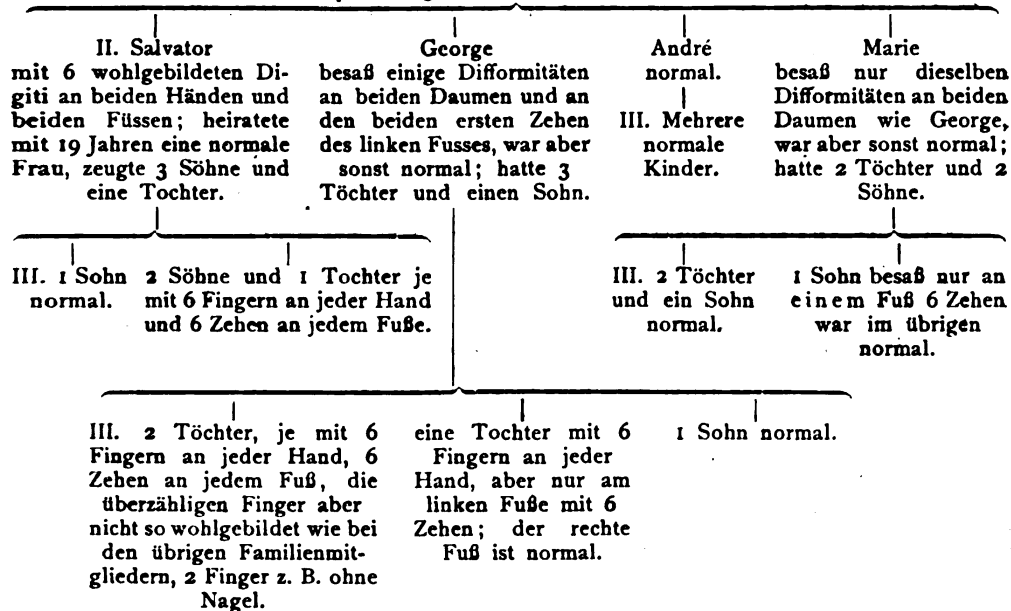 II. Salvator
mit 6 wohlgebildeten Di-
giti an beiden Händen und
beiden Füssen; heiratete
mit 19 Jahren eine normale
Frau, zeugte 3 Söhne und
eine Tochter.
George
besaß einige Difformitäten
an beiden Daumen und an
den beiden ersten Zehen
des linken Fusses, war aber
sonst normal; hatte 3
Töchter und einen Sohn.
André
normal.
III. Mehrere
normale
Kinder.
Marie
besaß nur dieselben
Difformitäten an beiden
Daumen wie George,
war aber sonst normal;
hatte 2 Töchter und 2
Söhne.
III. 1 Sohn
normal.
2 Söhne und 1 Tochter je
mit 6 Fingern an jeder Hand
und 6 Zehen an jedem Fuße.
III. 2 Töchter
und ein Sohn
normal.
1 Sohn besaß nur an
einem Fuß 6 Zehen
war im übrigen
normal.
III. 2 Töchter, je mit 6
Fingern an jeder Hand, 6
Zehen an jedem Fuß, die
überzähligen Finger aber
nicht so wohlgebildet wie bei
den übrigen Familienmit-
gliedern, 2 Finger z. B. ohne
Nagel.
eine Tochter mit 6
Fingern an jeder
Hand, aber nur am
linken Fuße mit 6
Zehen; der rechte
Fuß ist normal.
1 Sohn normal.